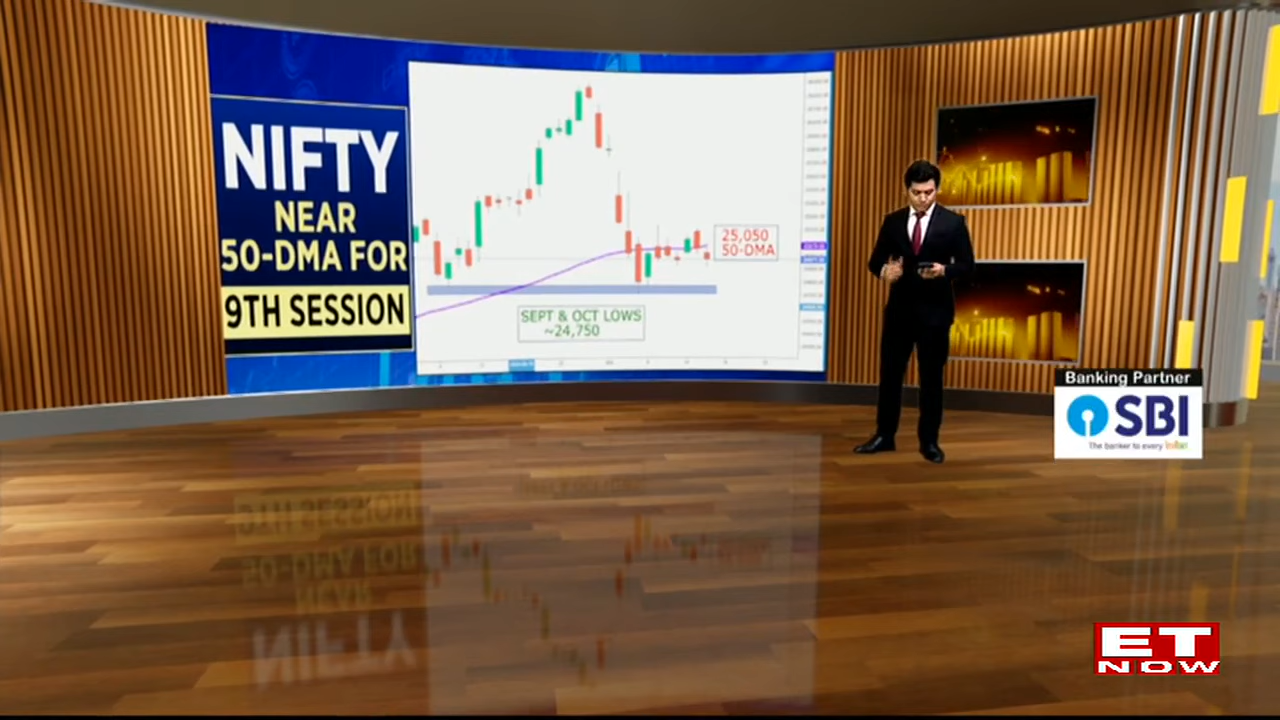 NIFTY
NEAR
50-DMA FOR
9TH SESSION
25,050
50-DMA
SEPT & OCT LOWS
~24,750
Banking Partner
SBI
The banker to every Indian
ET
NOW